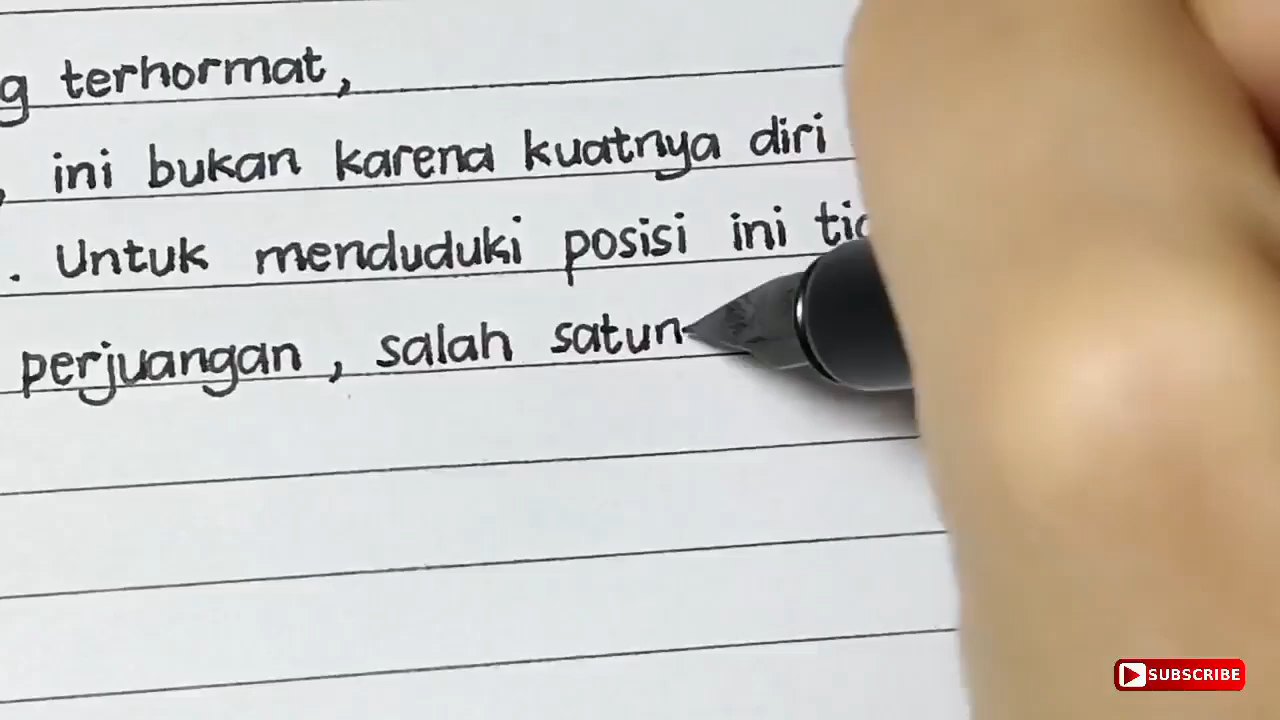 terhormat,
, ini bukan karena kuatnya diri
. Untuk menduduki posisi ini
perjuangan, salah satun
SUBSCRIBE